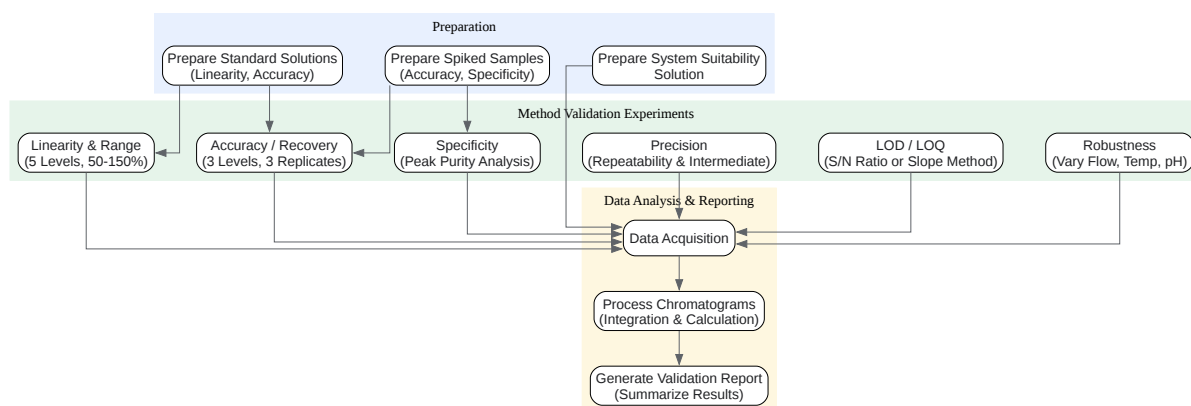 Preparation
Prepare Standard Solutions
(Linearity, Accuracy)
Prepare Spiked Samples
(Accuracy, Specificity)
Prepare System Suitability
Solution
Method Validation Experiments
Linearity & Range
(5 Levels, 50-150%)
Accuracy / Recovery
(3 Levels, 3 Replicates)
Specificity
(Peak Purity Analysis)
Precision
(Repeatability & Intermediate)
LOD / LOQ
(S/N Ratio or Slope Method)
Robustness
(Vary Flow, Temp, pH)
Data Analysis & Reporting
Data Acquisition
Process Chromatograms
(Integration & Calculation)
Generate Validation Report
(Summarize Results)